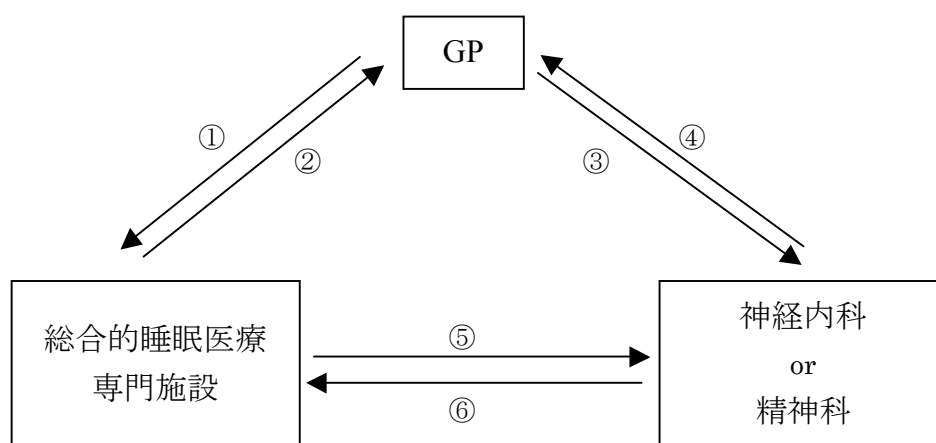 GP
①
②
④
③
総合的睡眠医療
専門施設
⑤
⑥
神経内科
or
精神科